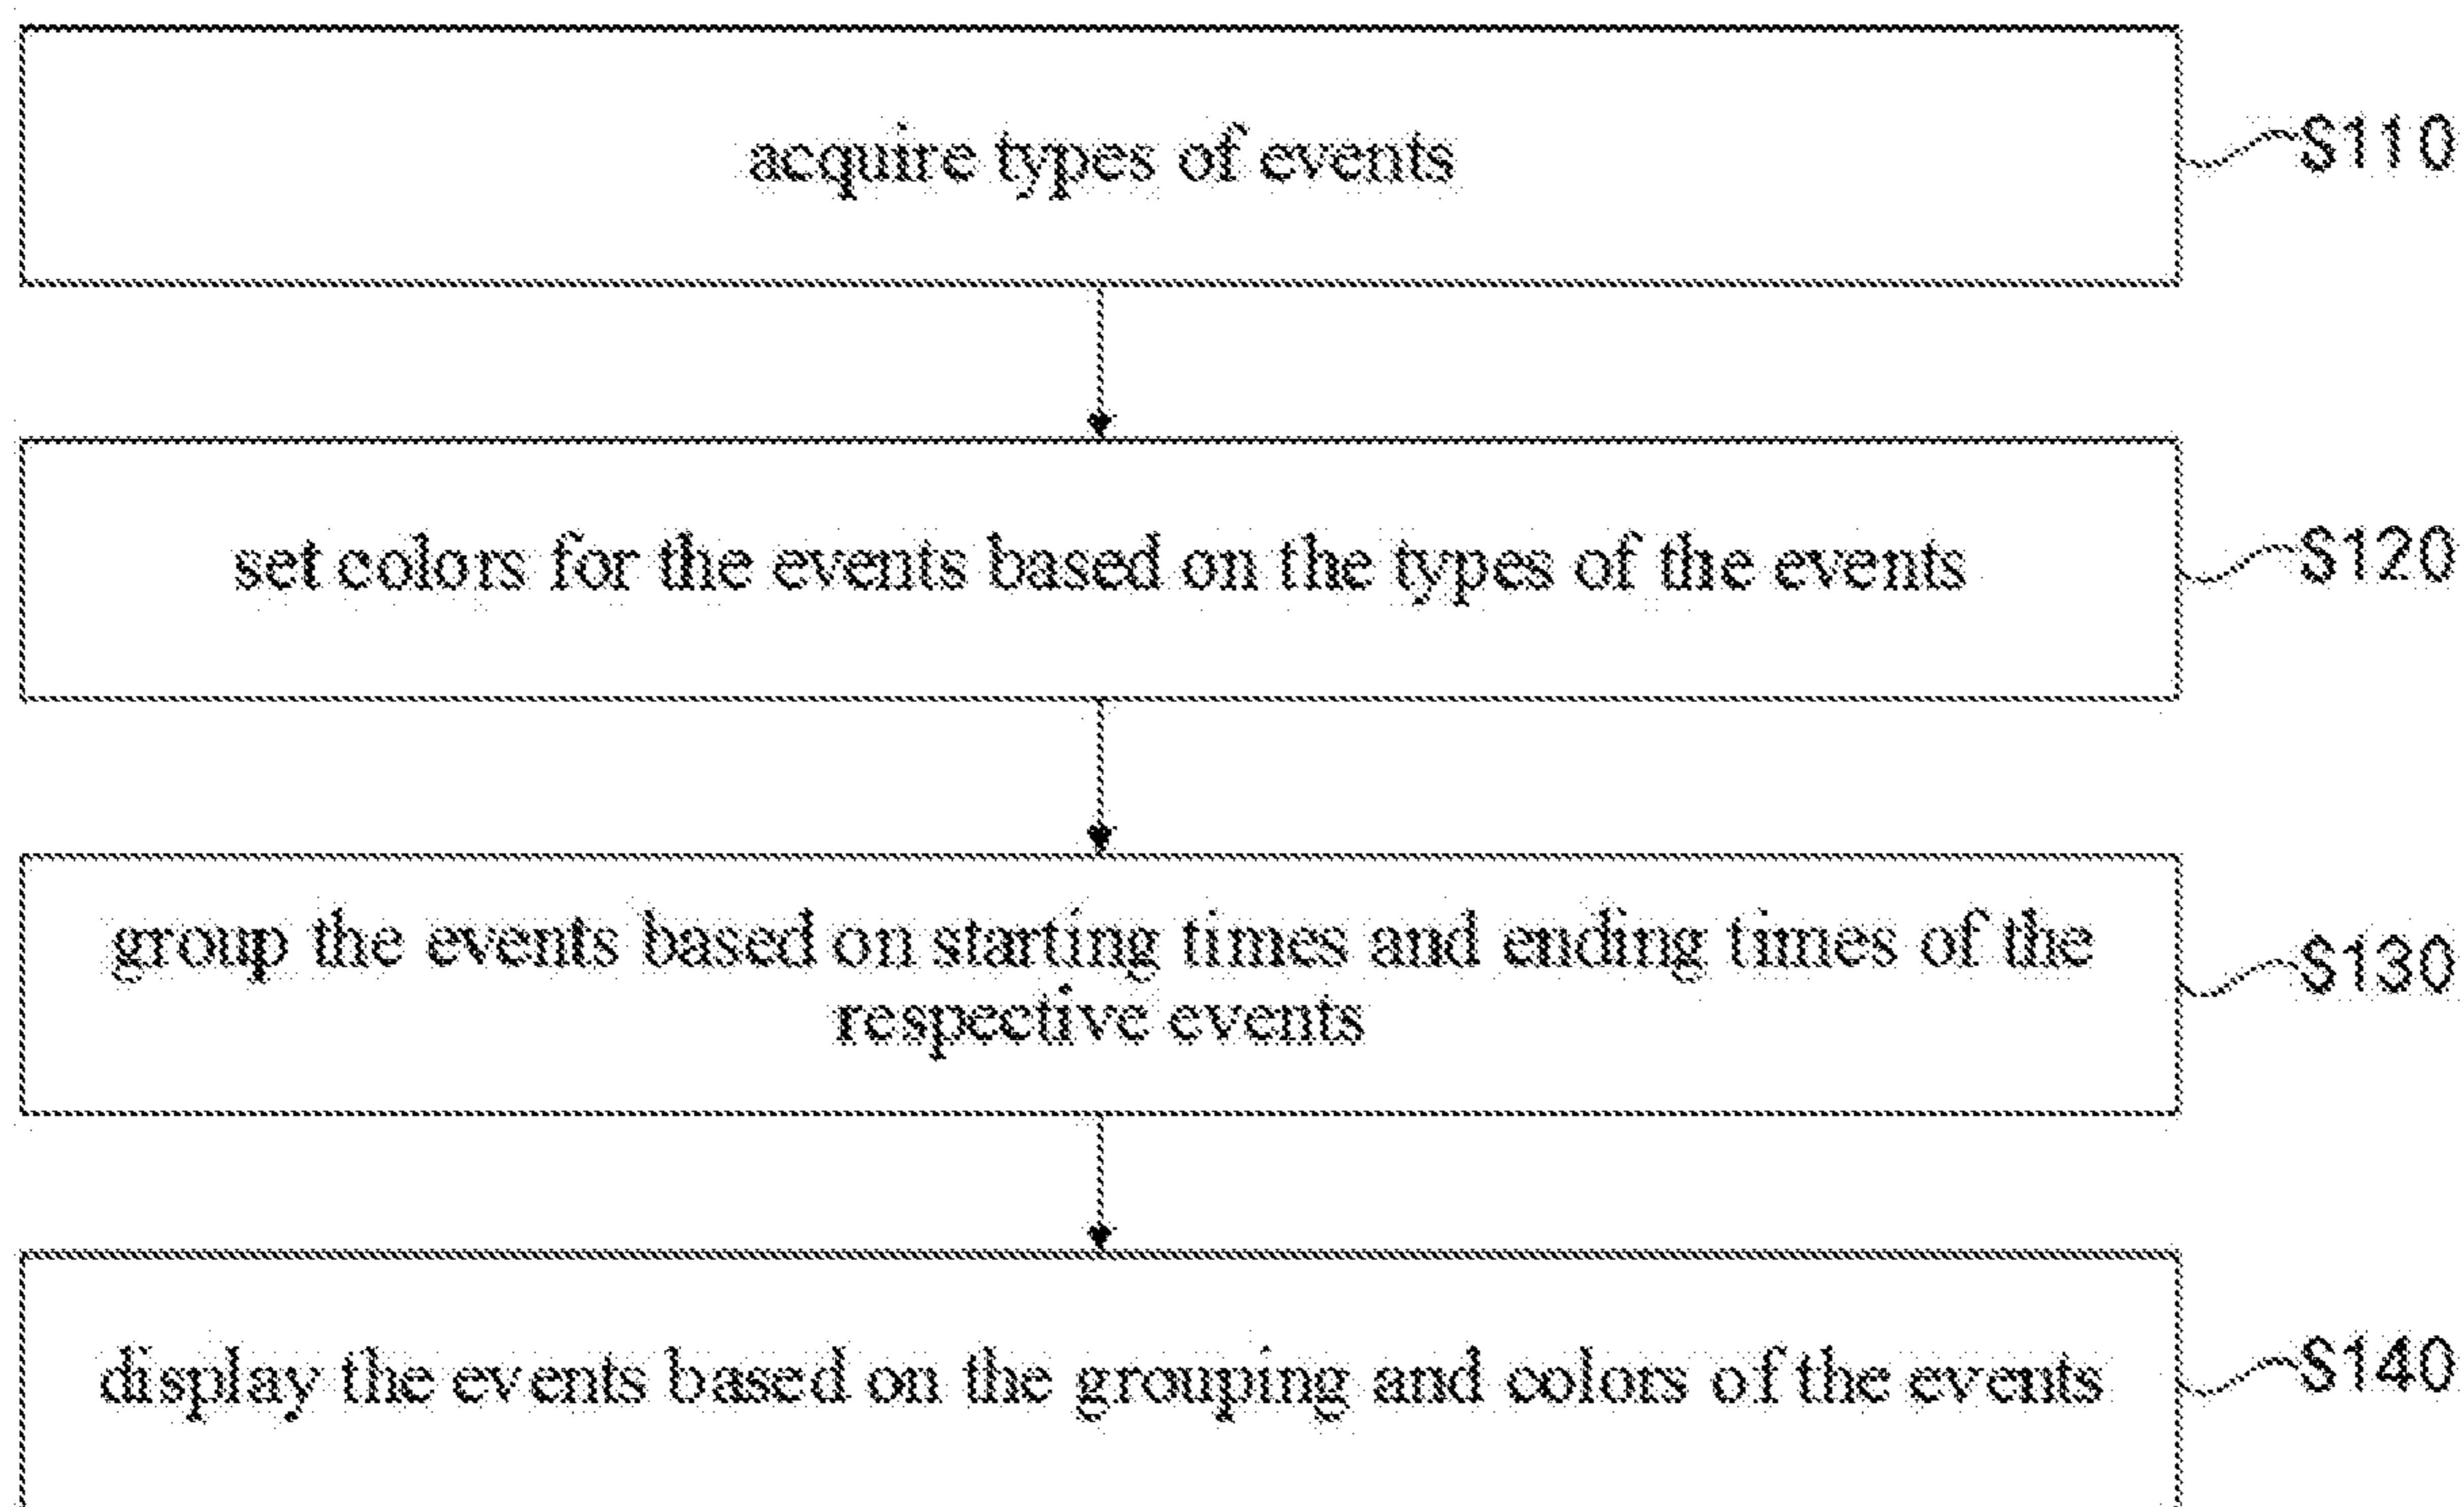 acquire types of events
S110
set colors for the events based on the types of the events
S120
group the events based on starting times and ending times of the
respective events
S130
display the events based on the grouping and colors of the events
S140